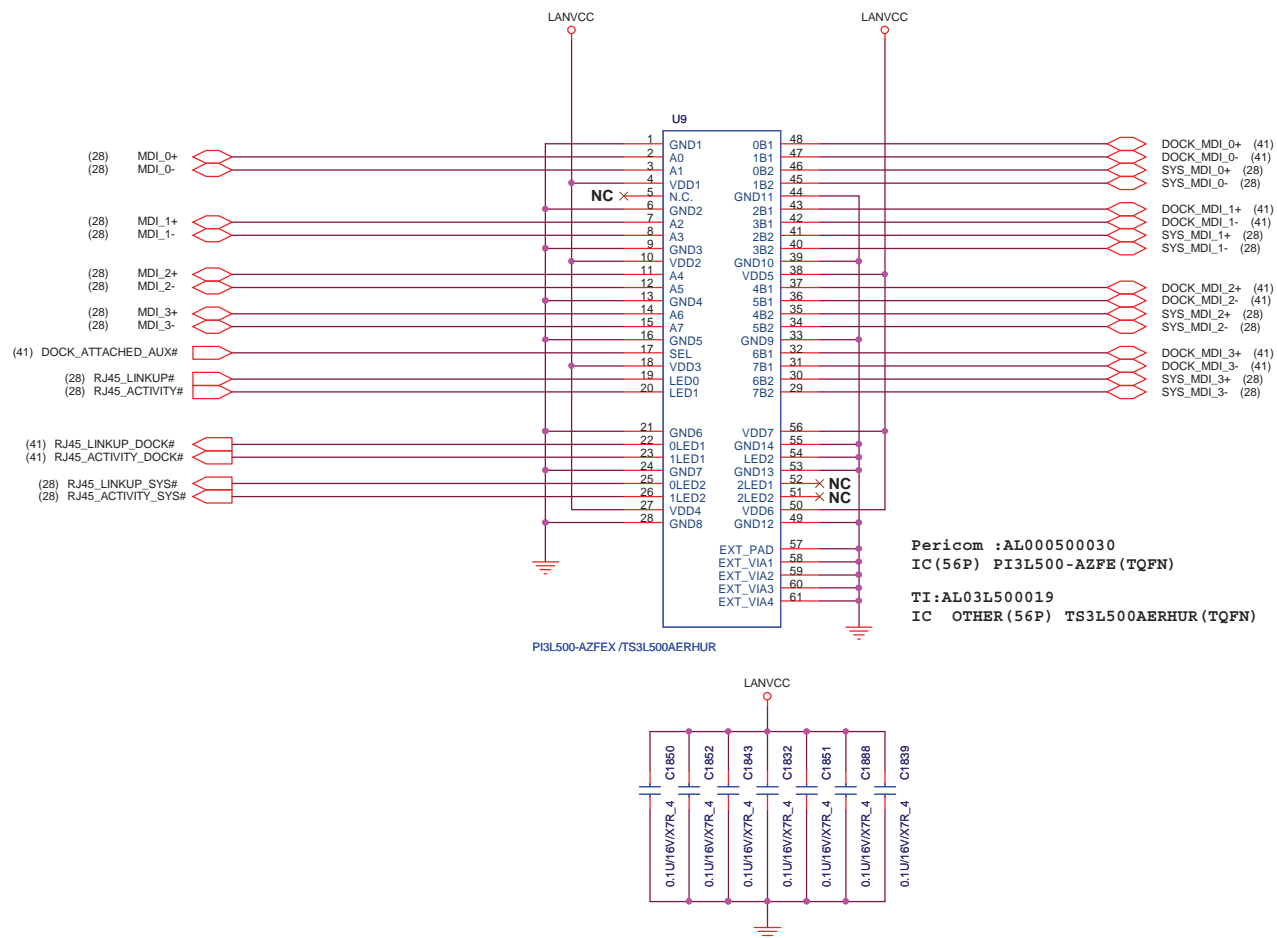 LANVCC
LANVCC
U9
(28) MDI_0+
(28) MDI_0-
(28) MDI_1+
(28) MDI_1-
(28) MDI_2+
(28) MDI_2-
(28) MDI_3+
(28) MDI_3-
(41) DOCK_ATTACHED_AUX#
(28) RJ45_LINKUP#
(28) RJ45_ACTIVITY#
(41) RJ45_LINKUP_DOCK#
(41) RJ45_ACTIVITY_DOCK#
(28) RJ45_LINKUP_SYS#
(28) RJ45_ACTIVITY_SYS#
NC
1 GND1
2 A0
3 A1
4 VDD1
5 N.C.
6 GND2
7 A2
8 A3
9 GND3
10 VDD2
11 A4
12 A5
13 GND4
14 A6
15 A7
16 GND5
17 SEL
18 VDD3
19 LED0
20 LED1
21 GND6
22 0LED1
23 1LED1
24 GND7
25 0LED2
26 1LED2
27 VDD4
28 GND8
0B1 48
1B1 47
0B2 46
1B2 45
GND11 44
2B1 43
3B1 42
2B2 41
3B2 40
GND10 39
VDD5 38
4B1 37
5B1 36
4B2 35
5B2 34
GND9 33
6B1 32
7B1 31
6B2 30
7B2 29
VDD7 56
GND14 55
LED2 54
GND13 53
2LED1 52 NC
2LED2 51 NC
VDD6 50
GND12 49
EXT_PAD 57
EXT_VIA1 58
EXT_VIA2 59
EXT_VIA3 60
EXT_VIA4 61
DOCK_MDI_0+ (41)
DOCK_MDI_0- (41)
SYS_MDI_0+ (28)
SYS_MDI_0- (28)
DOCK_MDI_1+ (41)
DOCK_MDI_1- (41)
SYS_MDI_1+ (28)
SYS_MDI_1- (28)
DOCK_MDI_2+ (41)
DOCK_MDI_2- (41)
SYS_MDI_2+ (28)
SYS_MDI_2- (28)
DOCK_MDI_3+ (41)
DOCK_MDI_3- (41)
SYS_MDI_3+ (28)
SYS_MDI_3- (28)
Pericom :AL000500030
IC(56P) PI3L500-AZFE(TQFN)
TI:AL03L500019
IC OTHER(56P) TS3L500AERHUR(TQFN)
PI3L500-AZFEX /TS3L500AERHUR
LANVCC
C1850
0.1U/16V/X7R_4
C1852
0.1U/16V/X7R_4
C1843
0.1U/16V/X7R_4
C1832
0.1U/16V/X7R_4
C1851
0.1U/16V/X7R_4
C1888
0.1U/16V/X7R_4
C1839
0.1U/16V/X7R_4